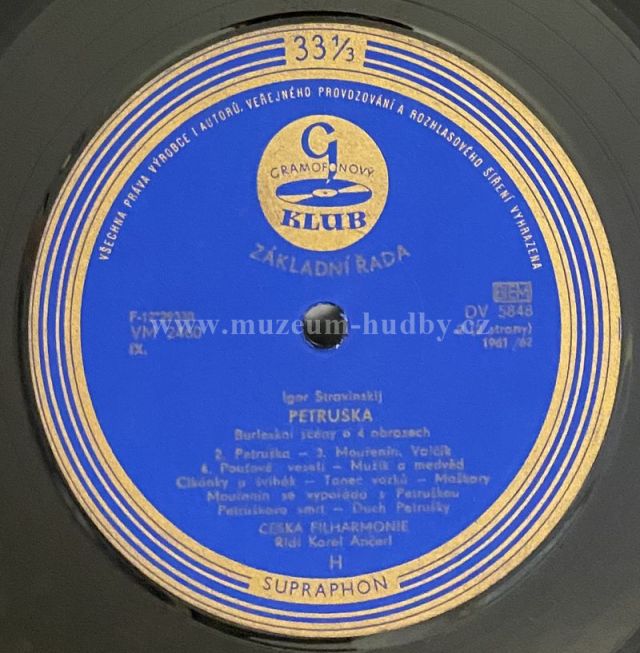 33⅓
VŠECHNA PRÁVA VÝROBCE I AUTORŮ, VEŘEJNÉHO PROVOZOVÁNÍ A ROZHLASOVÉHO ŠÍŘENÍ VYHRAZENA
G
GRAMOFONOVÝ
KLUB
ZÁKLADNÍ ŘADA
DV 5848
VM
IX.
1961/62
www.muzeum-hudby.cz
Igor Stravinskij
PETRUŠKA
Burleskní scény o 4 obrazech
2. Petruška – 3. Mouřenín. Valčík
4. Pouťové veselí – Mužík a medvěd
Cikánky a švihák – Tanec vozků – Maškary
Mouřenín se vypořádá s Petruškou
Petruškova smrt – Duch Petrušky
ČESKÁ FILHARMONIE
Řídí Karel Ančerl
H
SUPRAPHON